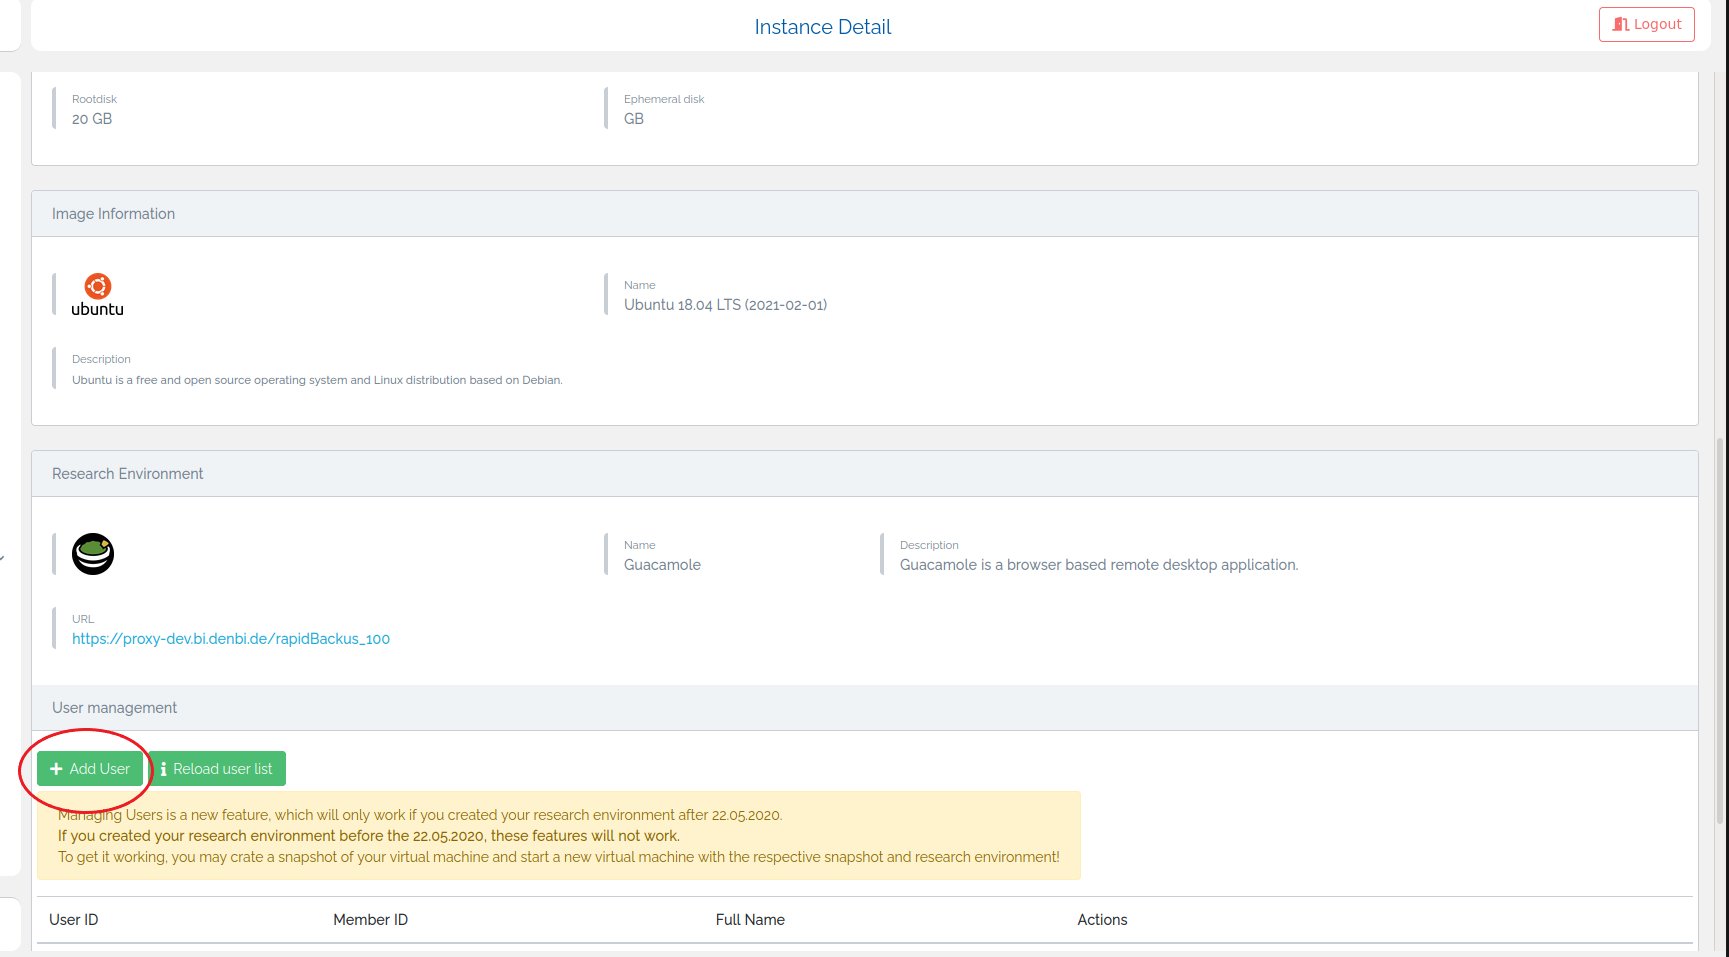 Instance Detail
Logout
Rootdisk
20 GB
Ephemeral disk
GB
Image Information
ubuntu
Name
Ubuntu 18.04 LTS (2021-02-01)
Description
Ubuntu is a free and open source operating system and Linux distribution based on Debian.
Research Environment
Name
Guacamole
Description
Guacamole is a browser based remote desktop application.
URL
https://proxy-dev.bi.denbi.de/rapidBackus_100
User management
Add User
Reload user list
Managing Users is a new feature, which will only work if you created your research environment after 22.05.2020.
If you created your research environment before the 22.05.2020, these features will not work.
To get it working, you may crate a snapshot of your virtual machine and start a new virtual machine with the respective snapshot and research environment!
User ID Member ID Full Name Actions